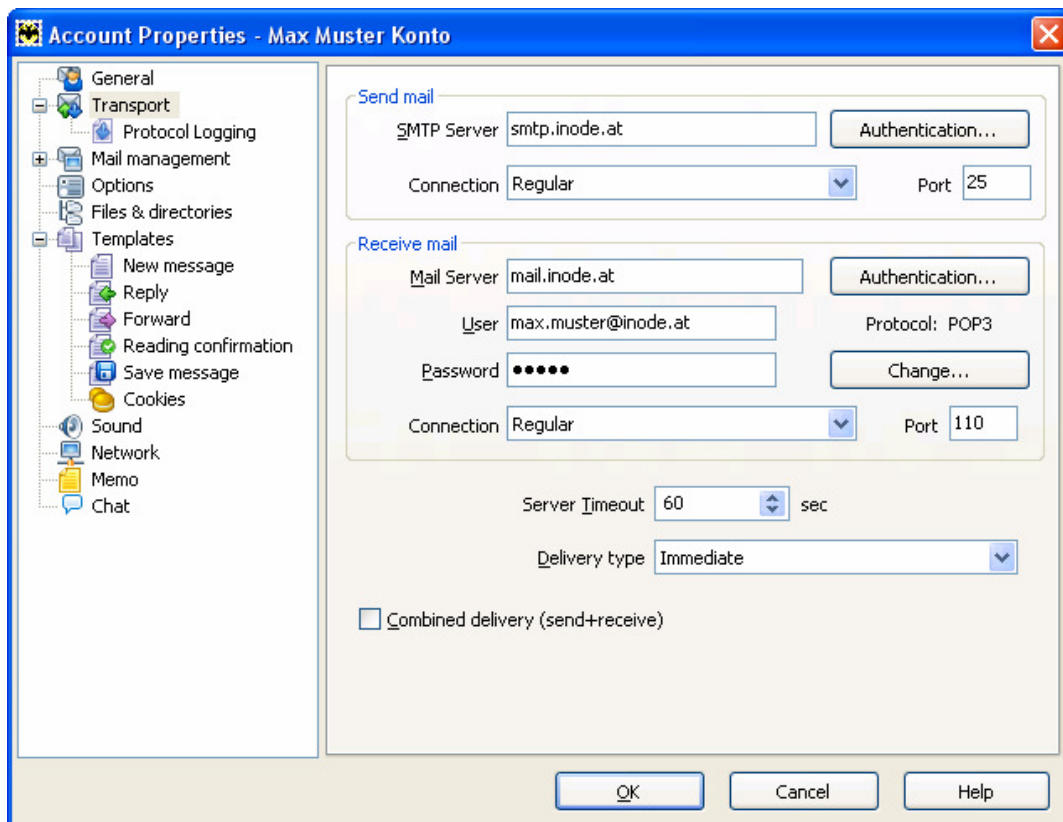 Account Properties - Max Muster Konto
General
Transport
Protocol Logging
Mail management
Options
Files & directories
Templates
New message
Reply
Forward
Reading confirmation
Save message
Cookies
Sound
Network
Memo
Chat
Send mail
SMTP Server smtp.inode.at Authentication...
Connection Regular Port 25
Receive mail
Mail Server mail.inode.at Authentication...
User max.muster@inode.at Protocol: POP3
Password ••••• Change...
Connection Regular Port 110
Server Timeout 60 sec
Delivery type Immediate
Combined delivery (send+receive)
OK Cancel Help